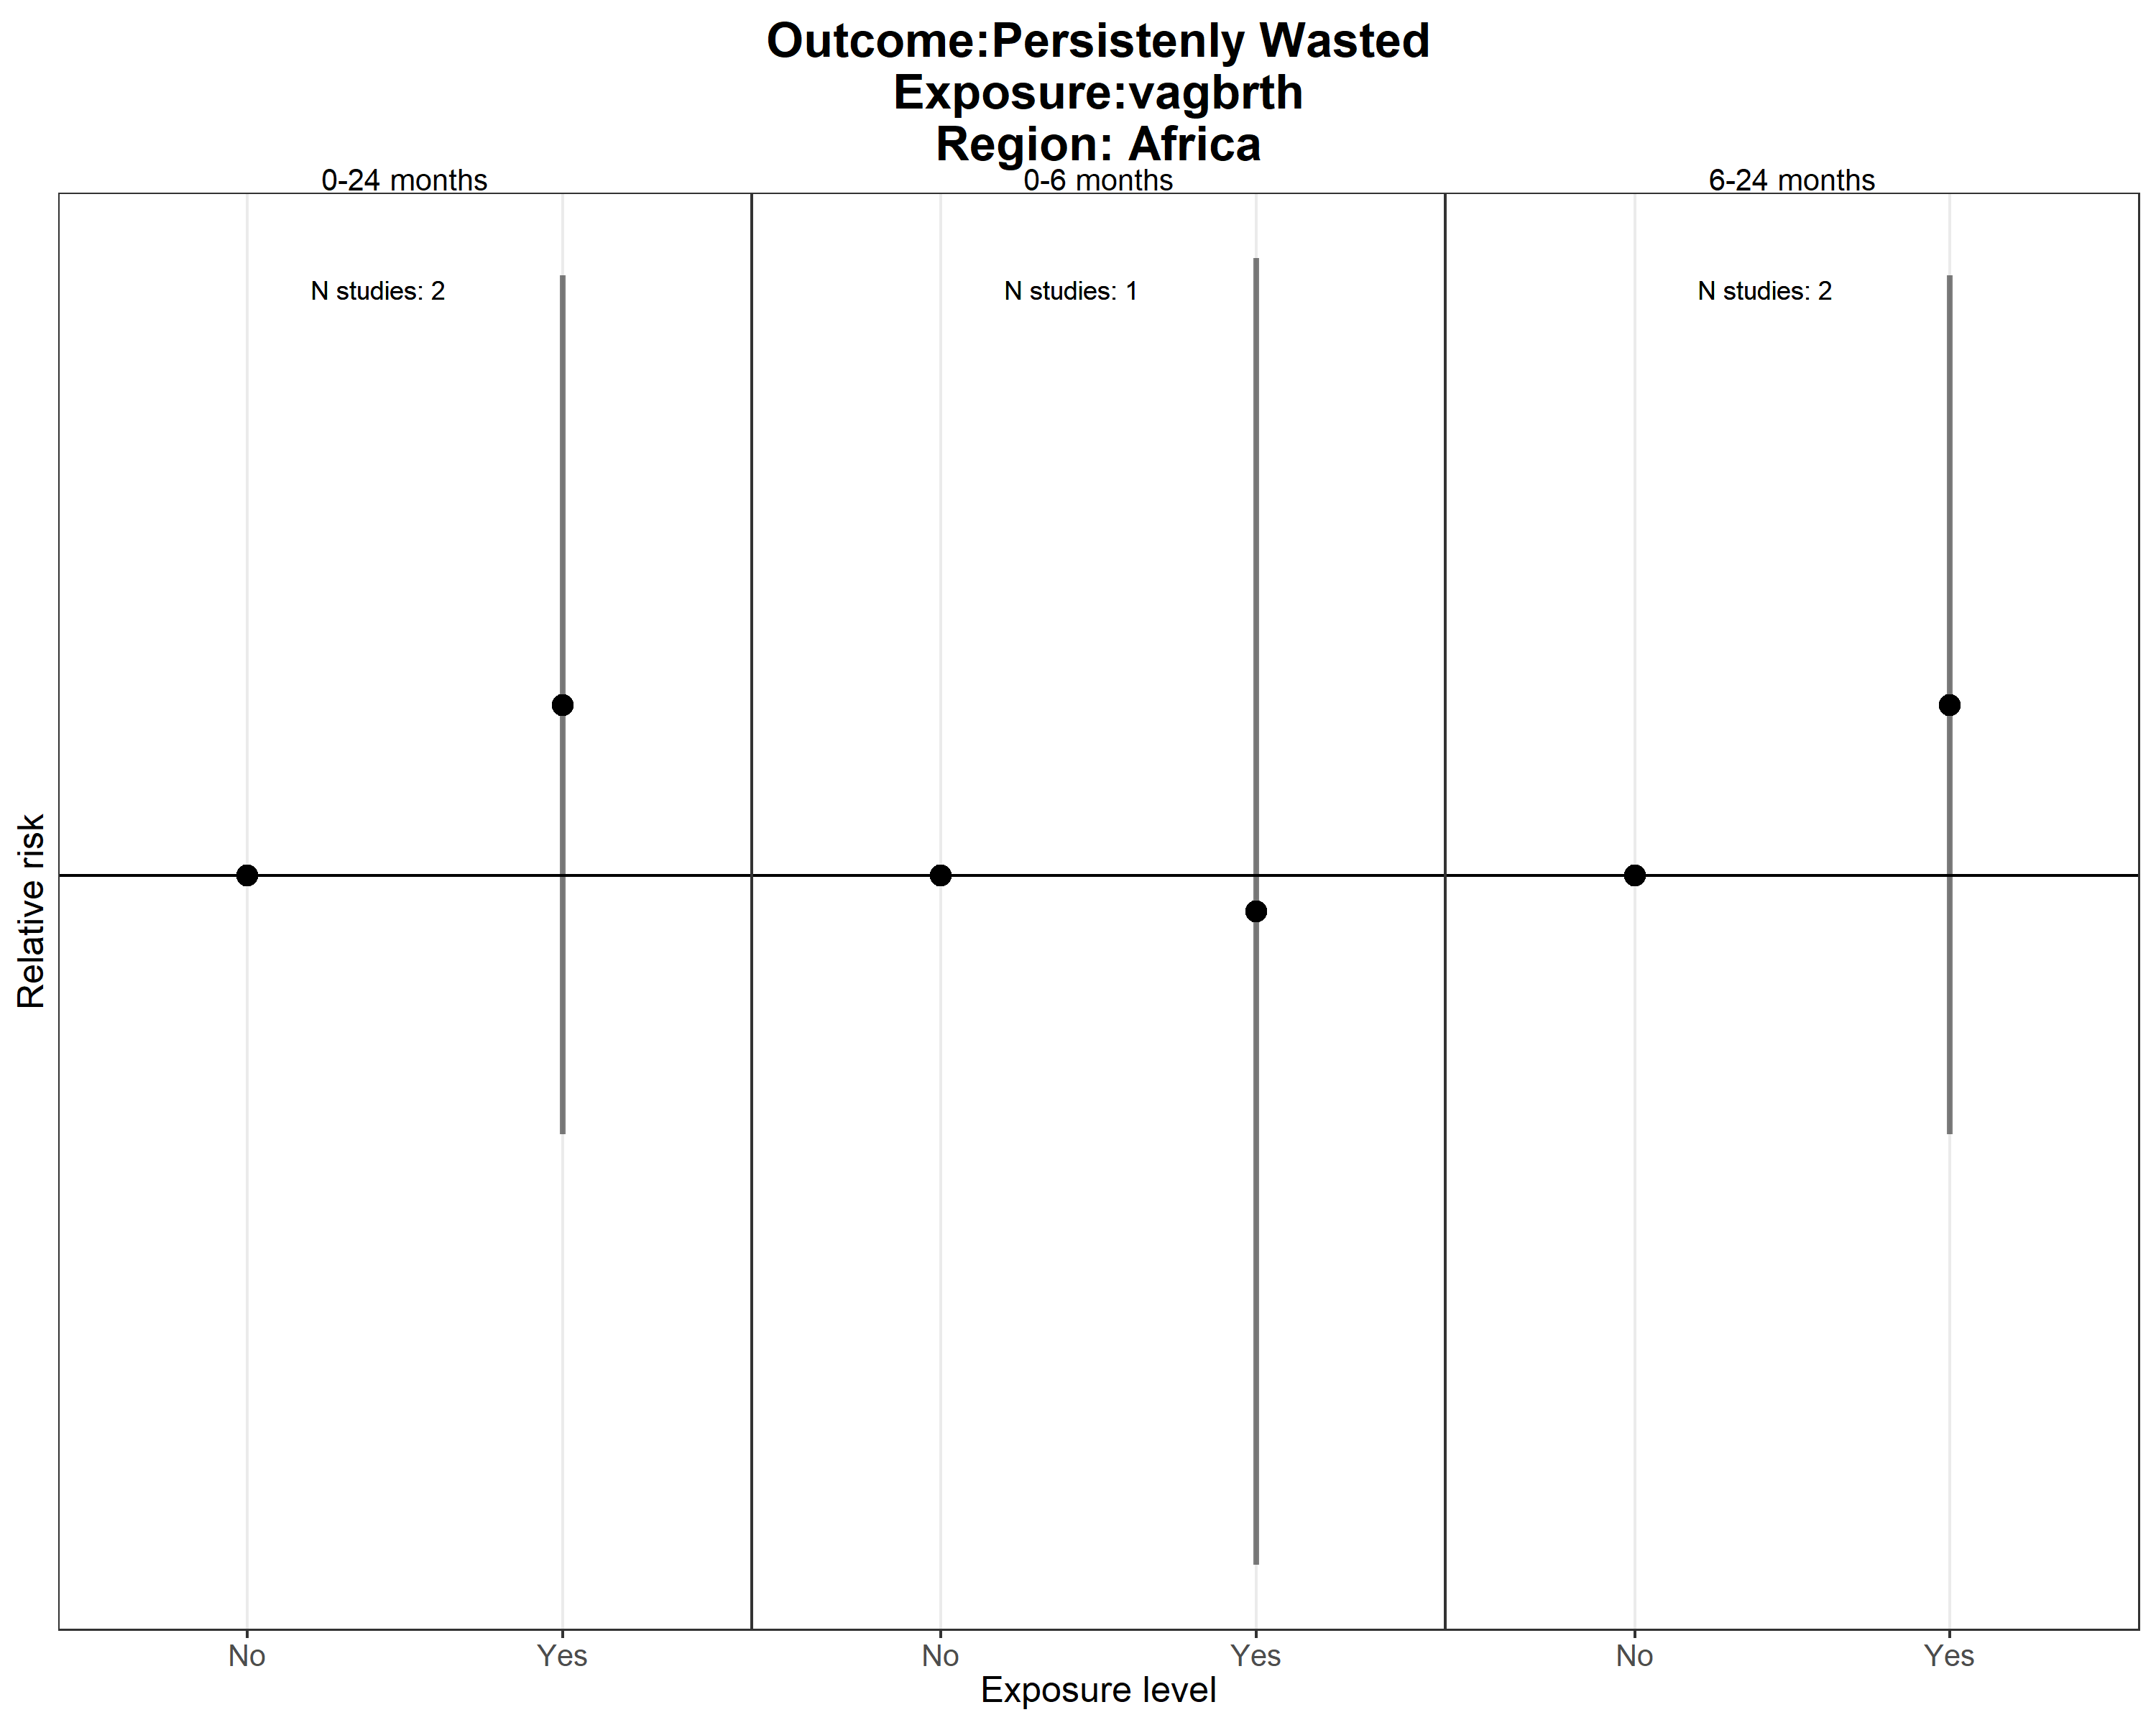 Outcome:Persistenly Wasted
Exposure:vagbrth
Region: Africa
0-24 months
0-6 months
6-24 months
N studies: 2
N studies: 1
N studies: 2
Relative risk
No
Yes
No
Yes
No
Yes
Exposure level